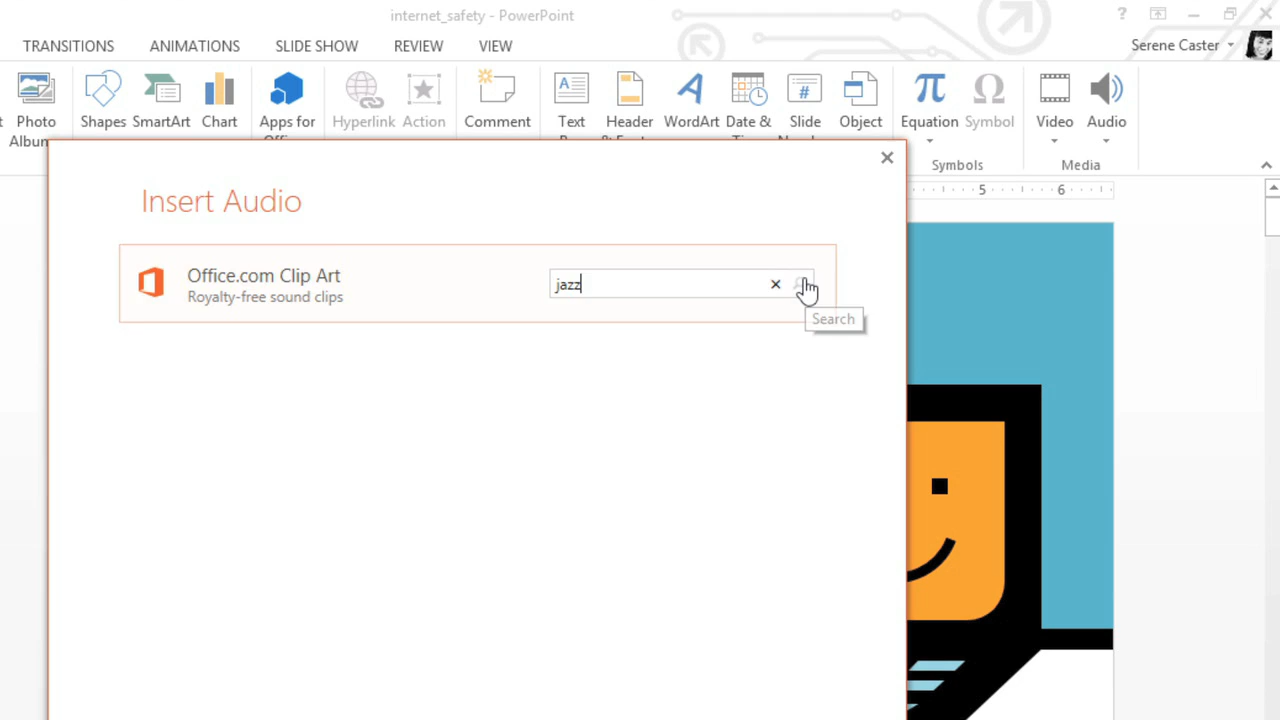 internet_safety - PowerPoint
?
TRANSITIONS ANIMATIONS SLIDE SHOW REVIEW VIEW
Serene Caster
Photo Shapes SmartArt Chart Apps for Hyperlink Action Comment Text Header WordArt Date & Slide Object Equation Symbol Video Audio
Album
Symbols Media
Insert Audio
5 6
Office.com Clip Art
Royalty-free sound clips
jazz
Search